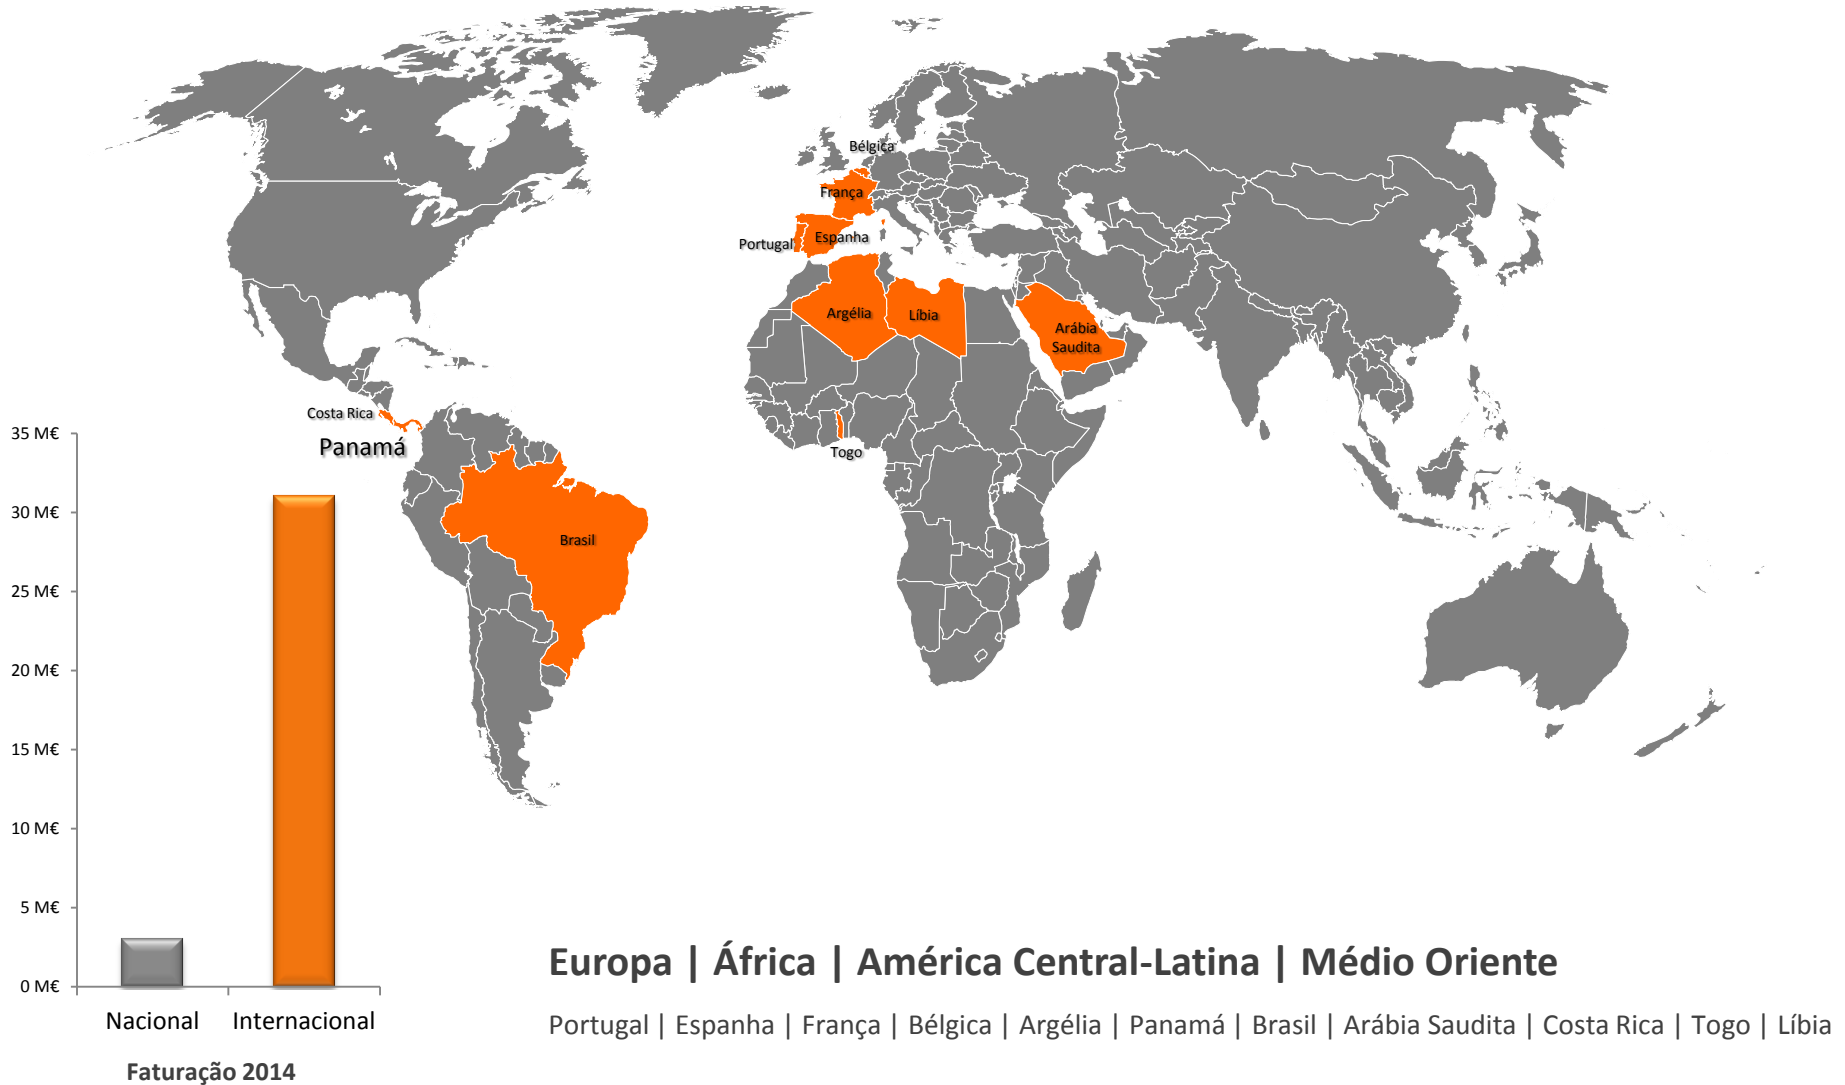 Bélgica
França
Portugal
Espanha
Argélia
Líbia
Arábia
Saudita
Costa Rica
Panamá
Togo
Brasil
35 M€
30 M€
25 M€
20 M€
15 M€
10 M€
5 M€
0 M€
Nacional
Internacional
Faturação 2014
Europa | África | América Central-Latina | Médio Oriente
Portugal | Espanha | França | Bélgica | Argélia | Panamá | Brasil | Arábia Saudita | Costa Rica | Togo | Líbia